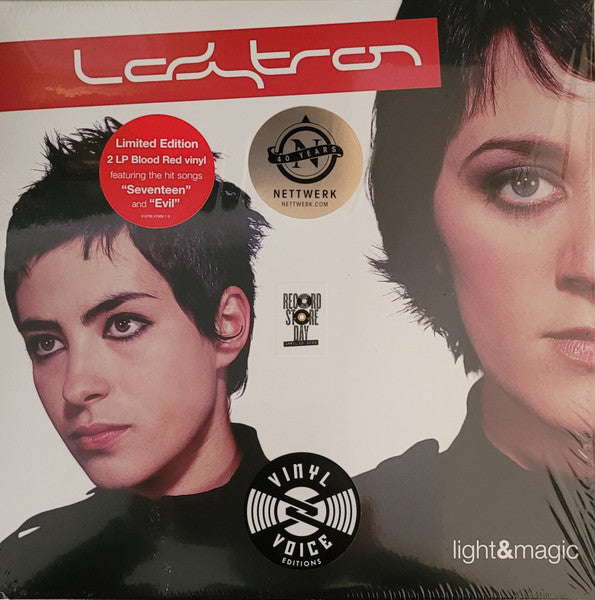 Ladytron
Limited Edition
2 LP Blood Red vinyl
featuring the hit songs
“Seventeen”
and “Evil”
40 YEARS
N
NETTWERK
NETTWERK.COM
RECORD
STORE
DAY
VINYL
VOICE
EDITIONS
light&magic